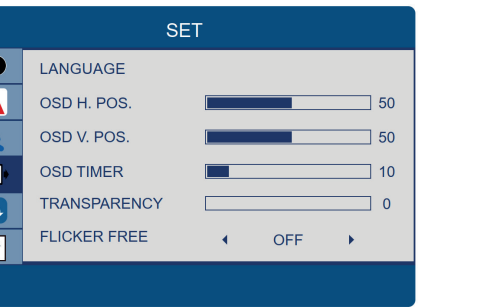 SET
LANGUAGE
OSD H. POS. 50
OSD V. POS. 50
OSD TIMER 10
TRANSPARENCY 0
FLICKER FREE OFF